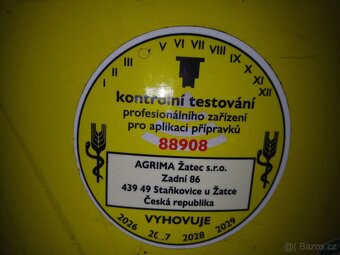 I II III V VI VII VIII IX X XI XII
kontrolní testování
profesionálního zařízení
pro aplikaci přípravků
88908
AGRIMA Žatec s.r.o.
Zadní 86
439 49 Staňkovice u Žatce
Česká republika
VYHOVUJE
2026 2027 2028 2029
Bazos.cz